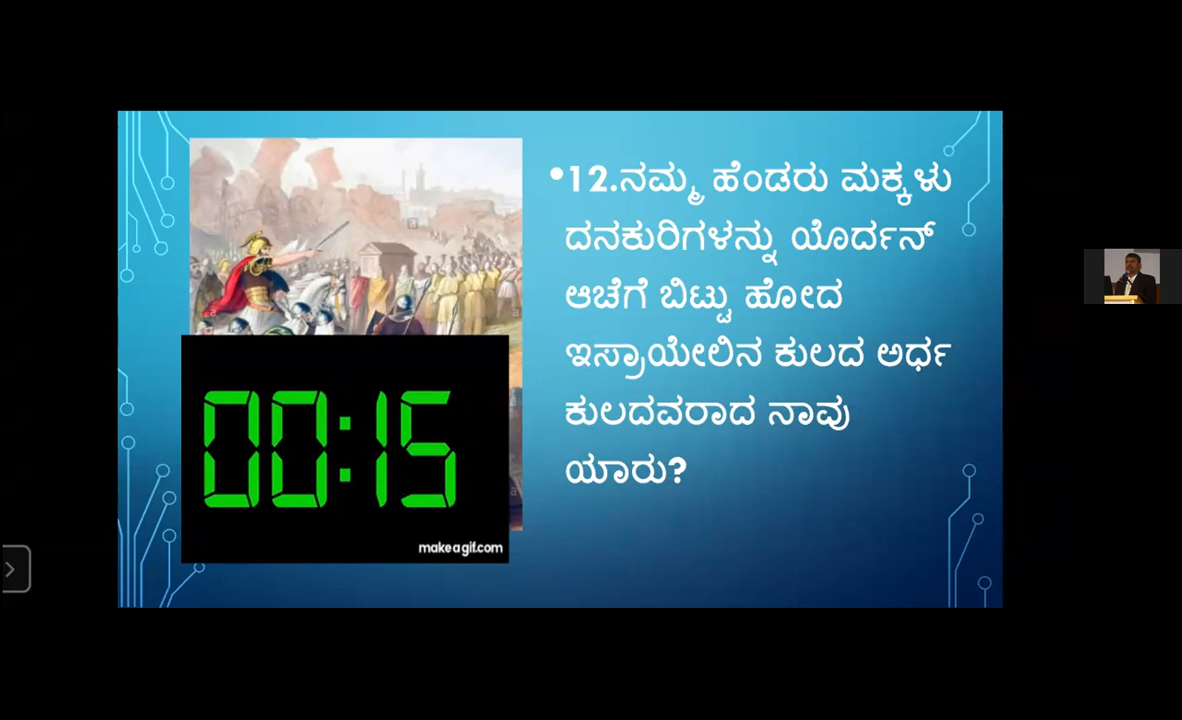 •12.ನಮ್ಮ ಹೆಂಡರು ಮಕ್ಕಳು
ದನಕುರಿಗಳನ್ನು ಯೊರ್ದನ್
ಆಚೆಗೆ ಬಿಟ್ಟು ಹೋದ
ಇಸ್ರಾಯೇಲಿನ ಕುಲದ ಅರ್ಧ
ಕುಲದವರಾದ ನಾವು
ಯಾರು?
00:15
makeagif.com